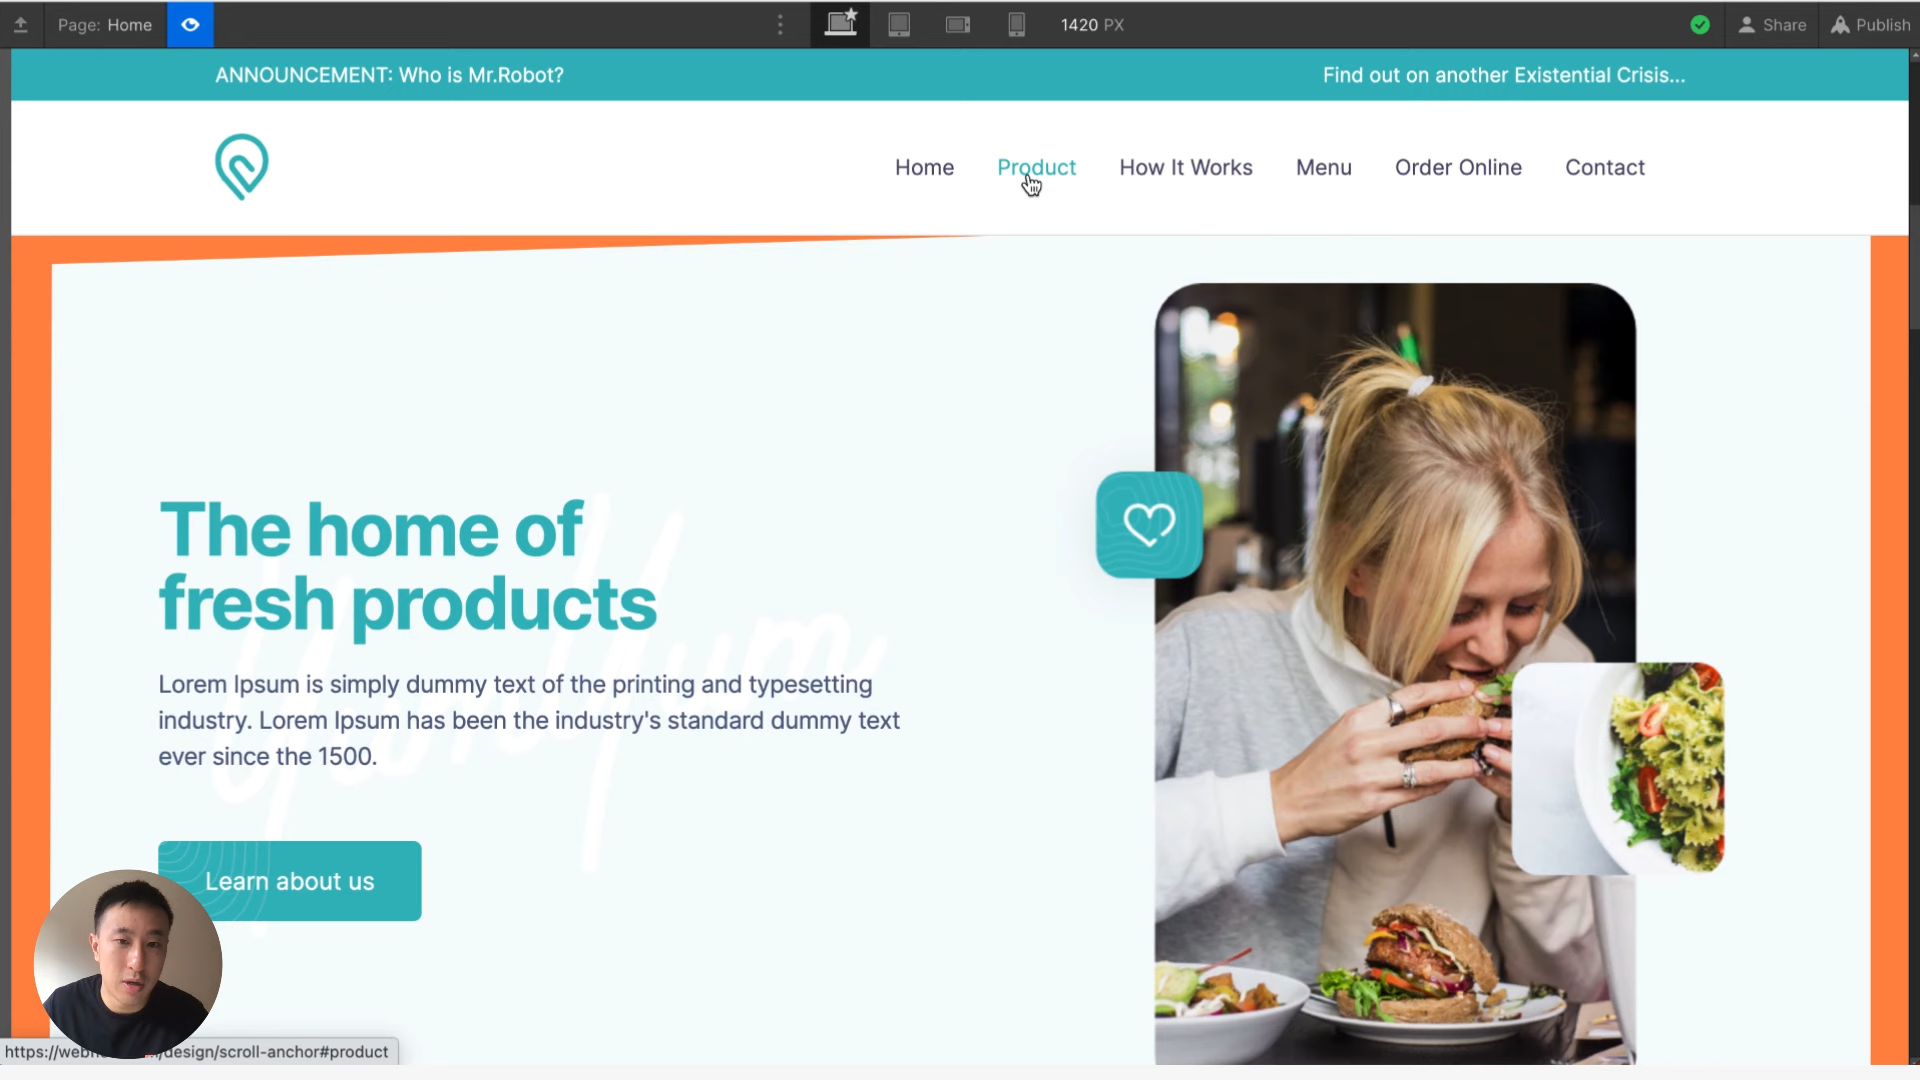 Page: Home
1420 PX
Share
Publish
ANNOUNCEMENT: Who is Mr.Robot?
Find out on another Existential Crisis...
Home
Product
How It Works
Menu
Order Online
Contact
The home of
fresh products
YumYum
Lorem Ipsum is simply dummy text of the printing and typesetting
industry. Lorem Ipsum has been the industry's standard dummy text
ever since the 1500.
Learn about us
/design/scroll-anchor#product